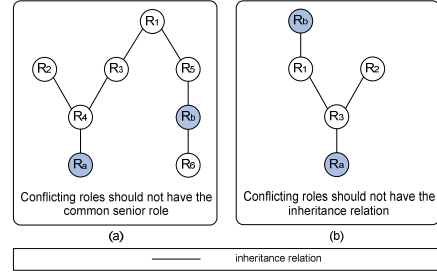 R1
R2
R3
R5
R4
Rb
Ra
R6
Conflicting roles should not have the
common senior role
(a)
Rb
R1
R2
R3
Ra
Conflicting roles should not have the
inheritance relation
(b)
inheritance relation